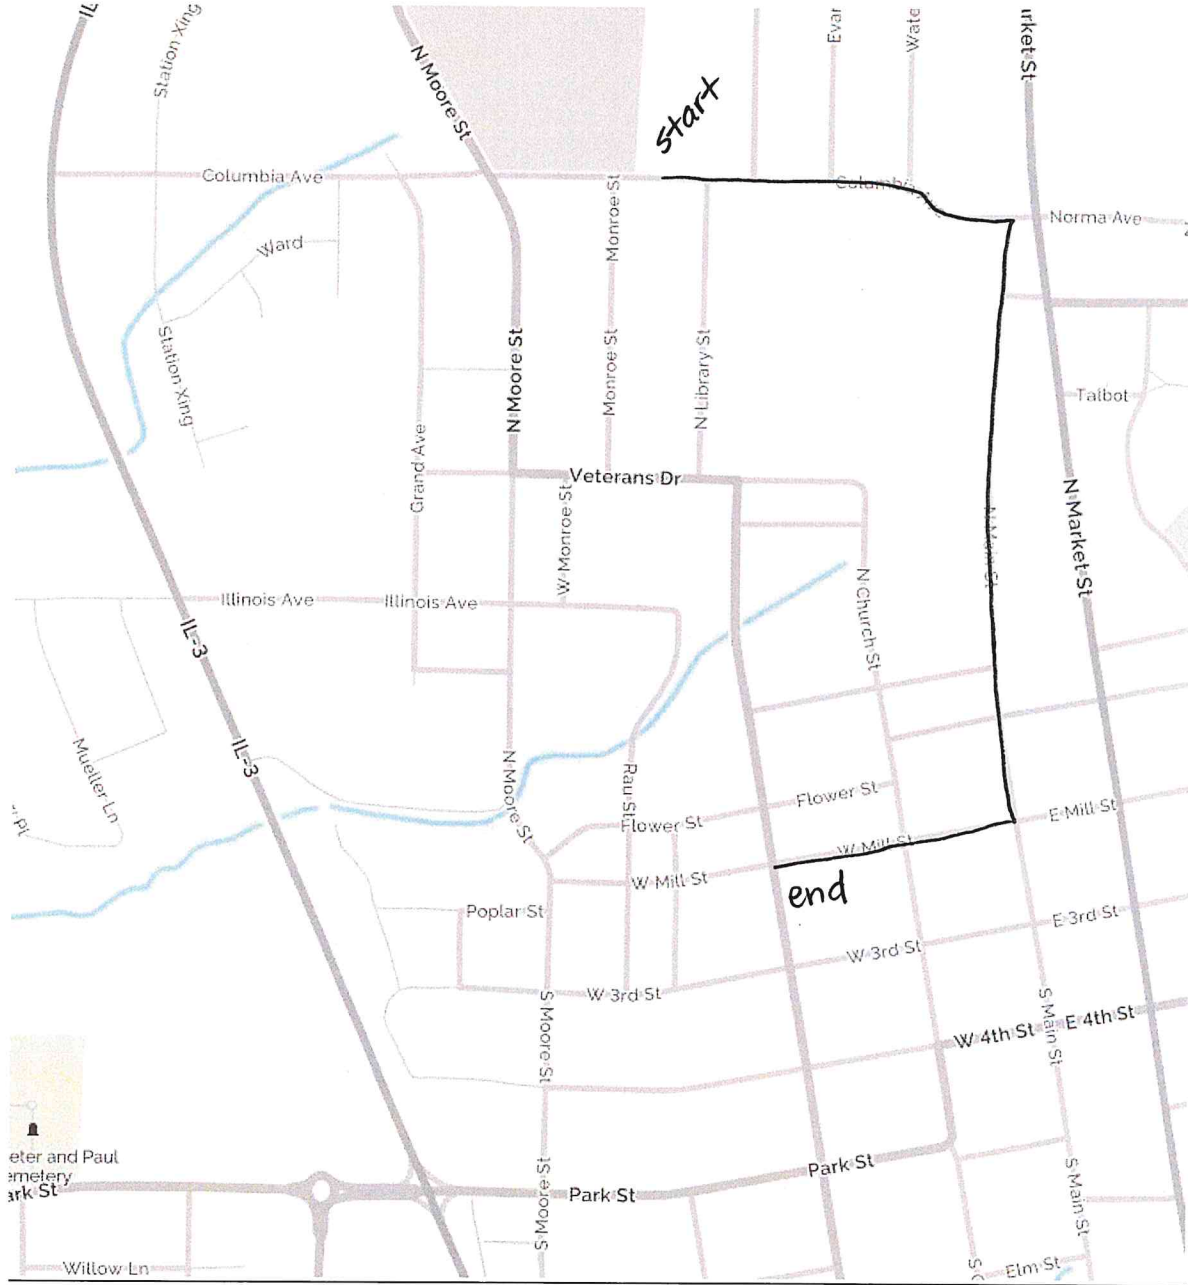 IL
Station Xing
N Moore St
Evar
Wate
rket St
start
Columbia Ave
Monroe St
Columbia
Norma Ave
Ward
Station Xing
N Moore St
Monroe St
N Library St
Talbot
Grand Ave
Veterans Dr
W Monroe St
N Main St
N Market St
Illinois Ave
Illinois Ave
N Church St
IL-3
IL-3
Mueller Ln
r Pl
N Moore St
Rau St
Flower St
Flower St
E Mill St
W Mill St
W Mill St
end
Poplar St
E 3rd St
W 3rd St
W 3rd St
S Moore St
S Main St
W 4th St
E 4th St
eter and Paul
emetery
ark St
Park St
Park St
S Moore St
S Main St
Willow Ln
Elm St